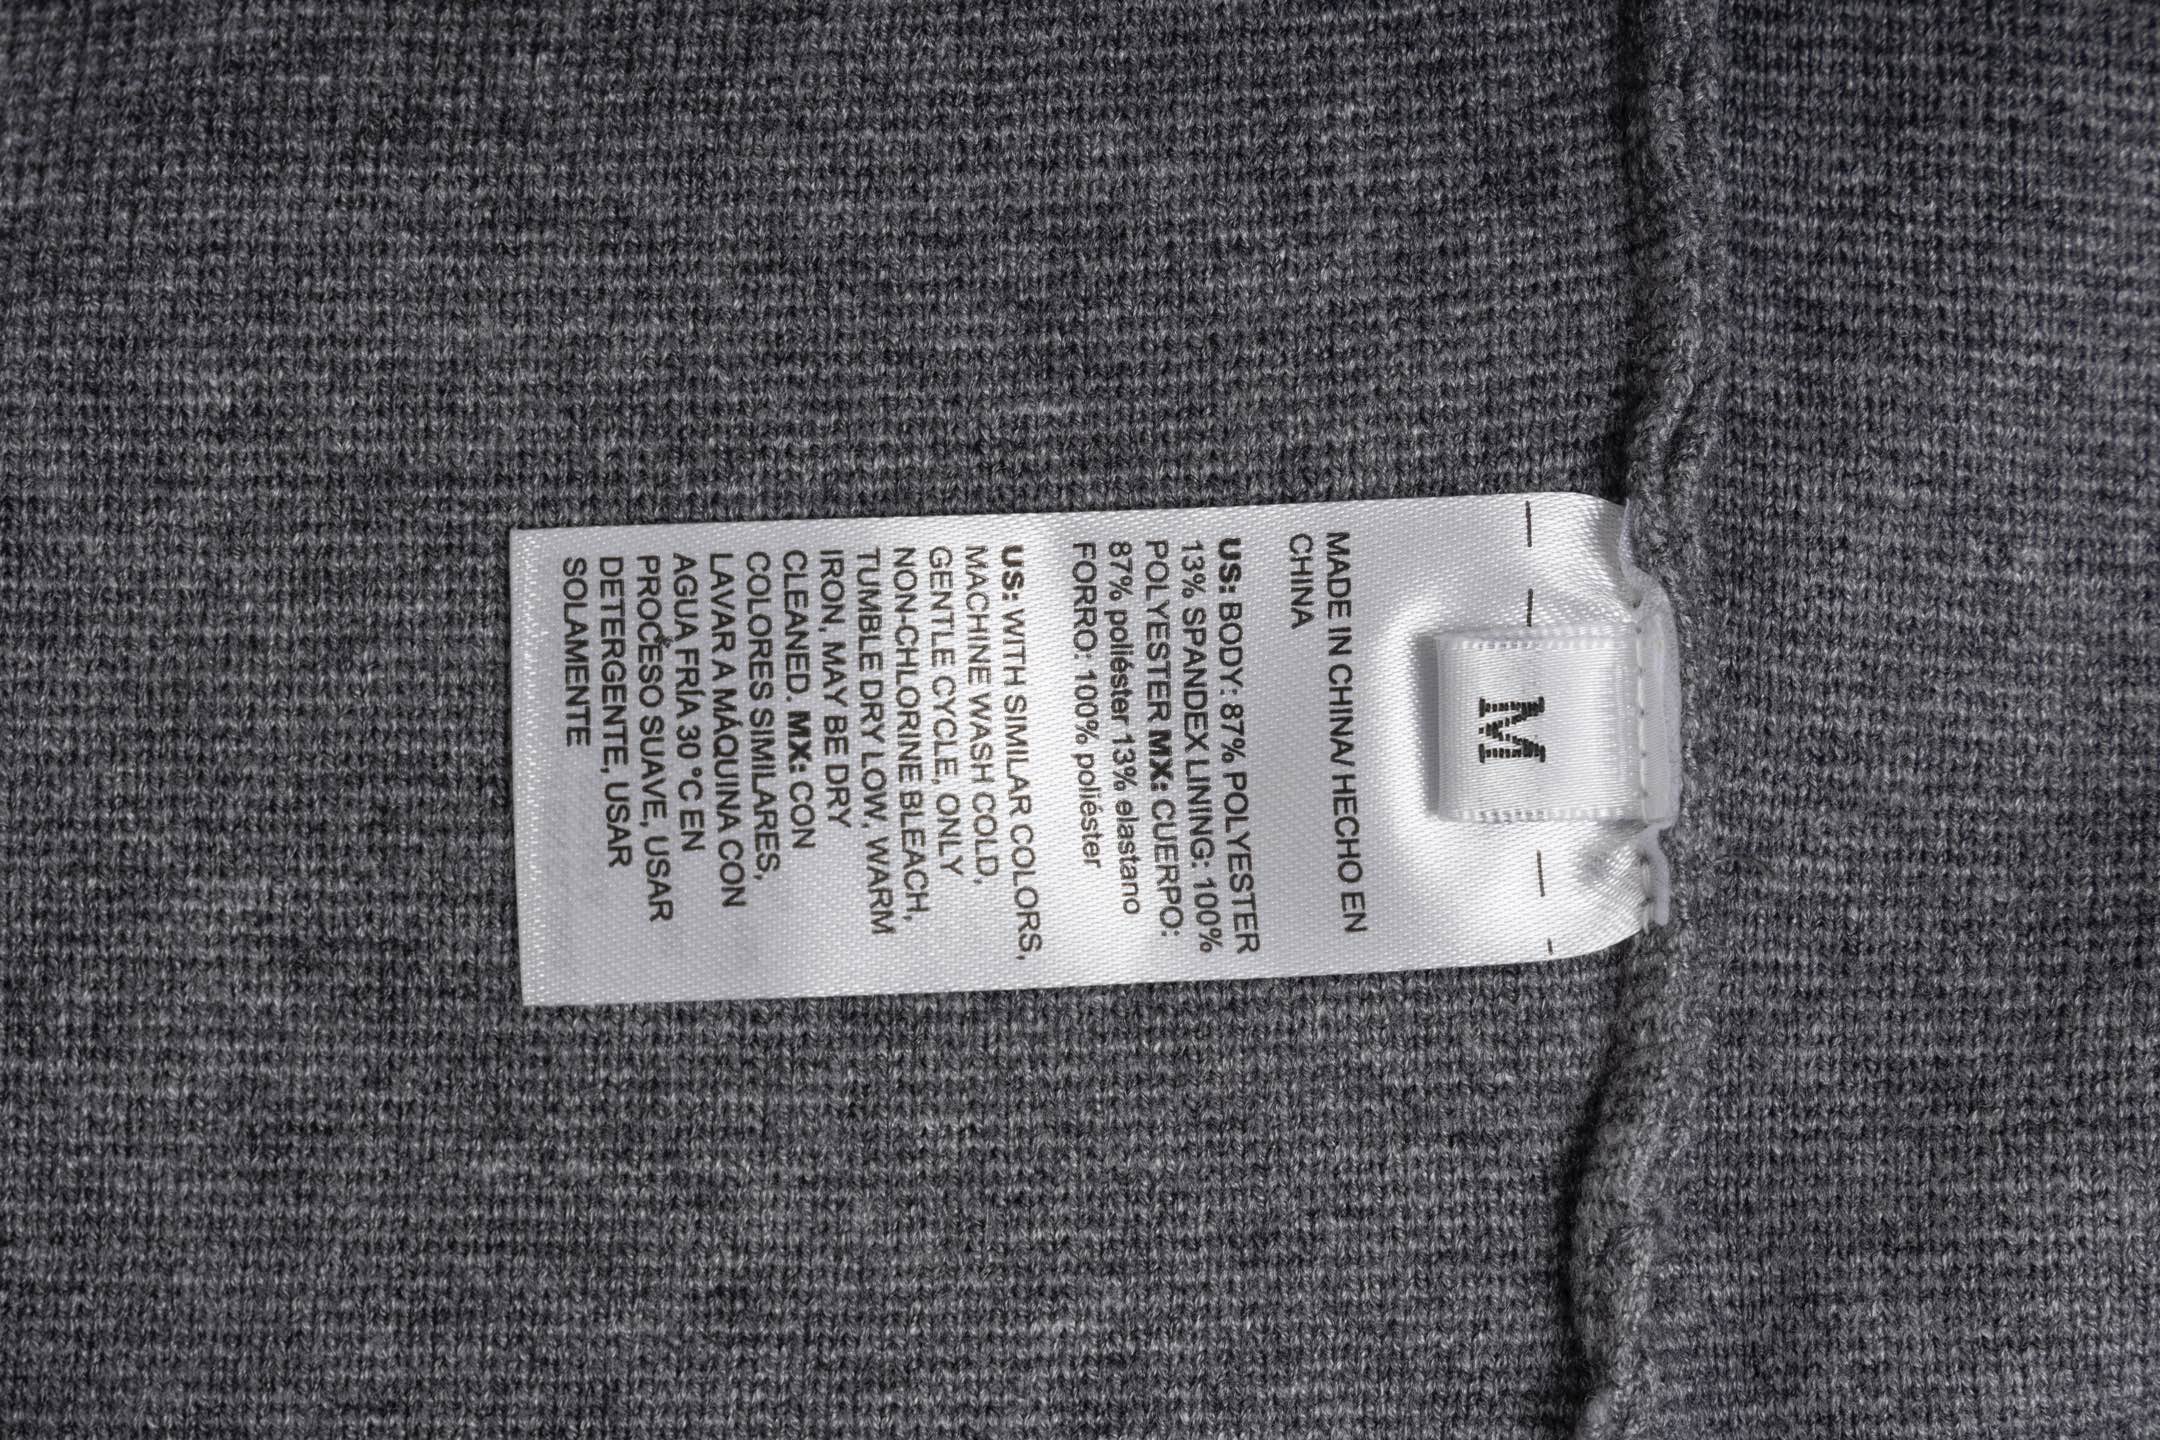 M
MADE IN CHINA/ HECHO EN
CHINA
US: BODY: 87% POLYESTER
13% SPANDEX LINING: 100%
POLYESTER MX: CUERPO:
87% poliéster 13% elastano
FORRO: 100% poliéster
US: WITH SIMILAR COLORS,
MACHINE WASH COLD,
GENTLE CYCLE, ONLY
NON-CHLORINE BLEACH,
TUMBLE DRY LOW, WARM
IRON, MAY BE DRY
CLEANED. MX: CON
COLORES SIMILARES,
LAVAR A MÁQUINA CON
AGUA FRÍA 30 °C EN
PROCESO SUAVE, USAR
DETERGENTE, USAR
SOLAMENTE